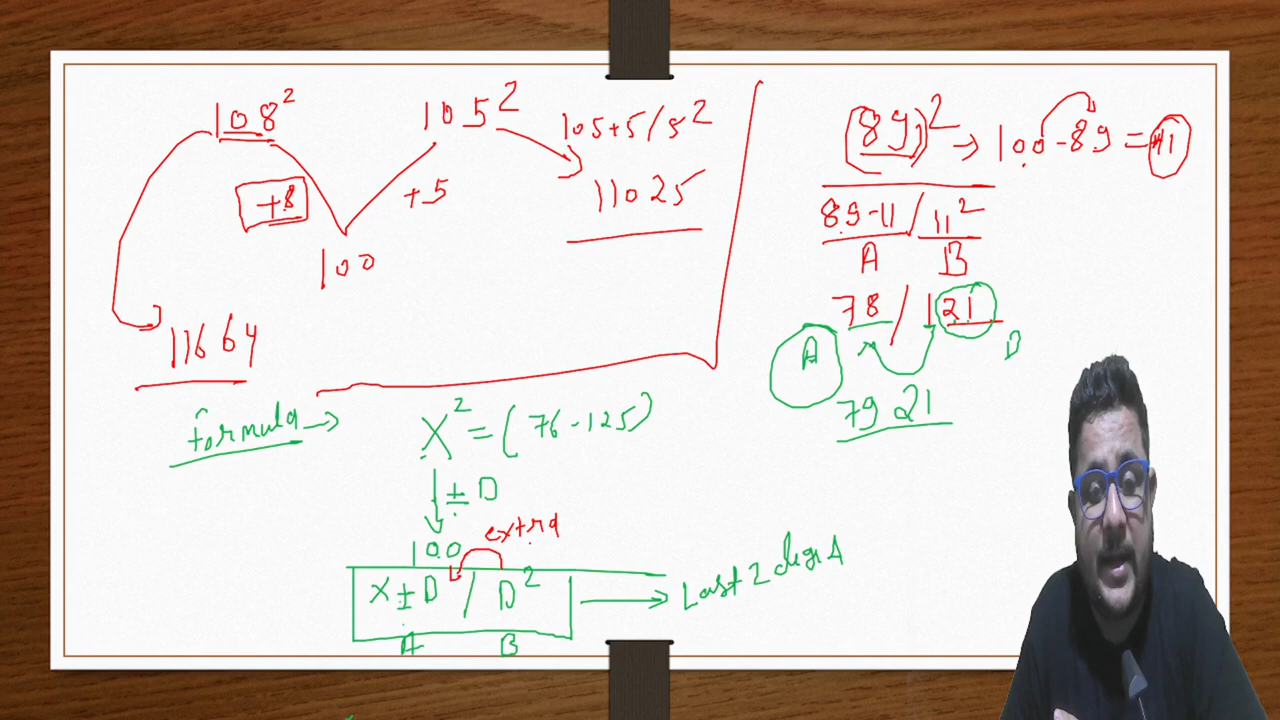 108²
+8
100
11664
105²
+5
105+5/5²
11025
(89)² → 100-89 = 11
89-11/11²
A B
78/121
A B
7921
formula →
X² = (76-125)
↓ ± D
100
extra
X ± D / D² → Last 2 digit
A B